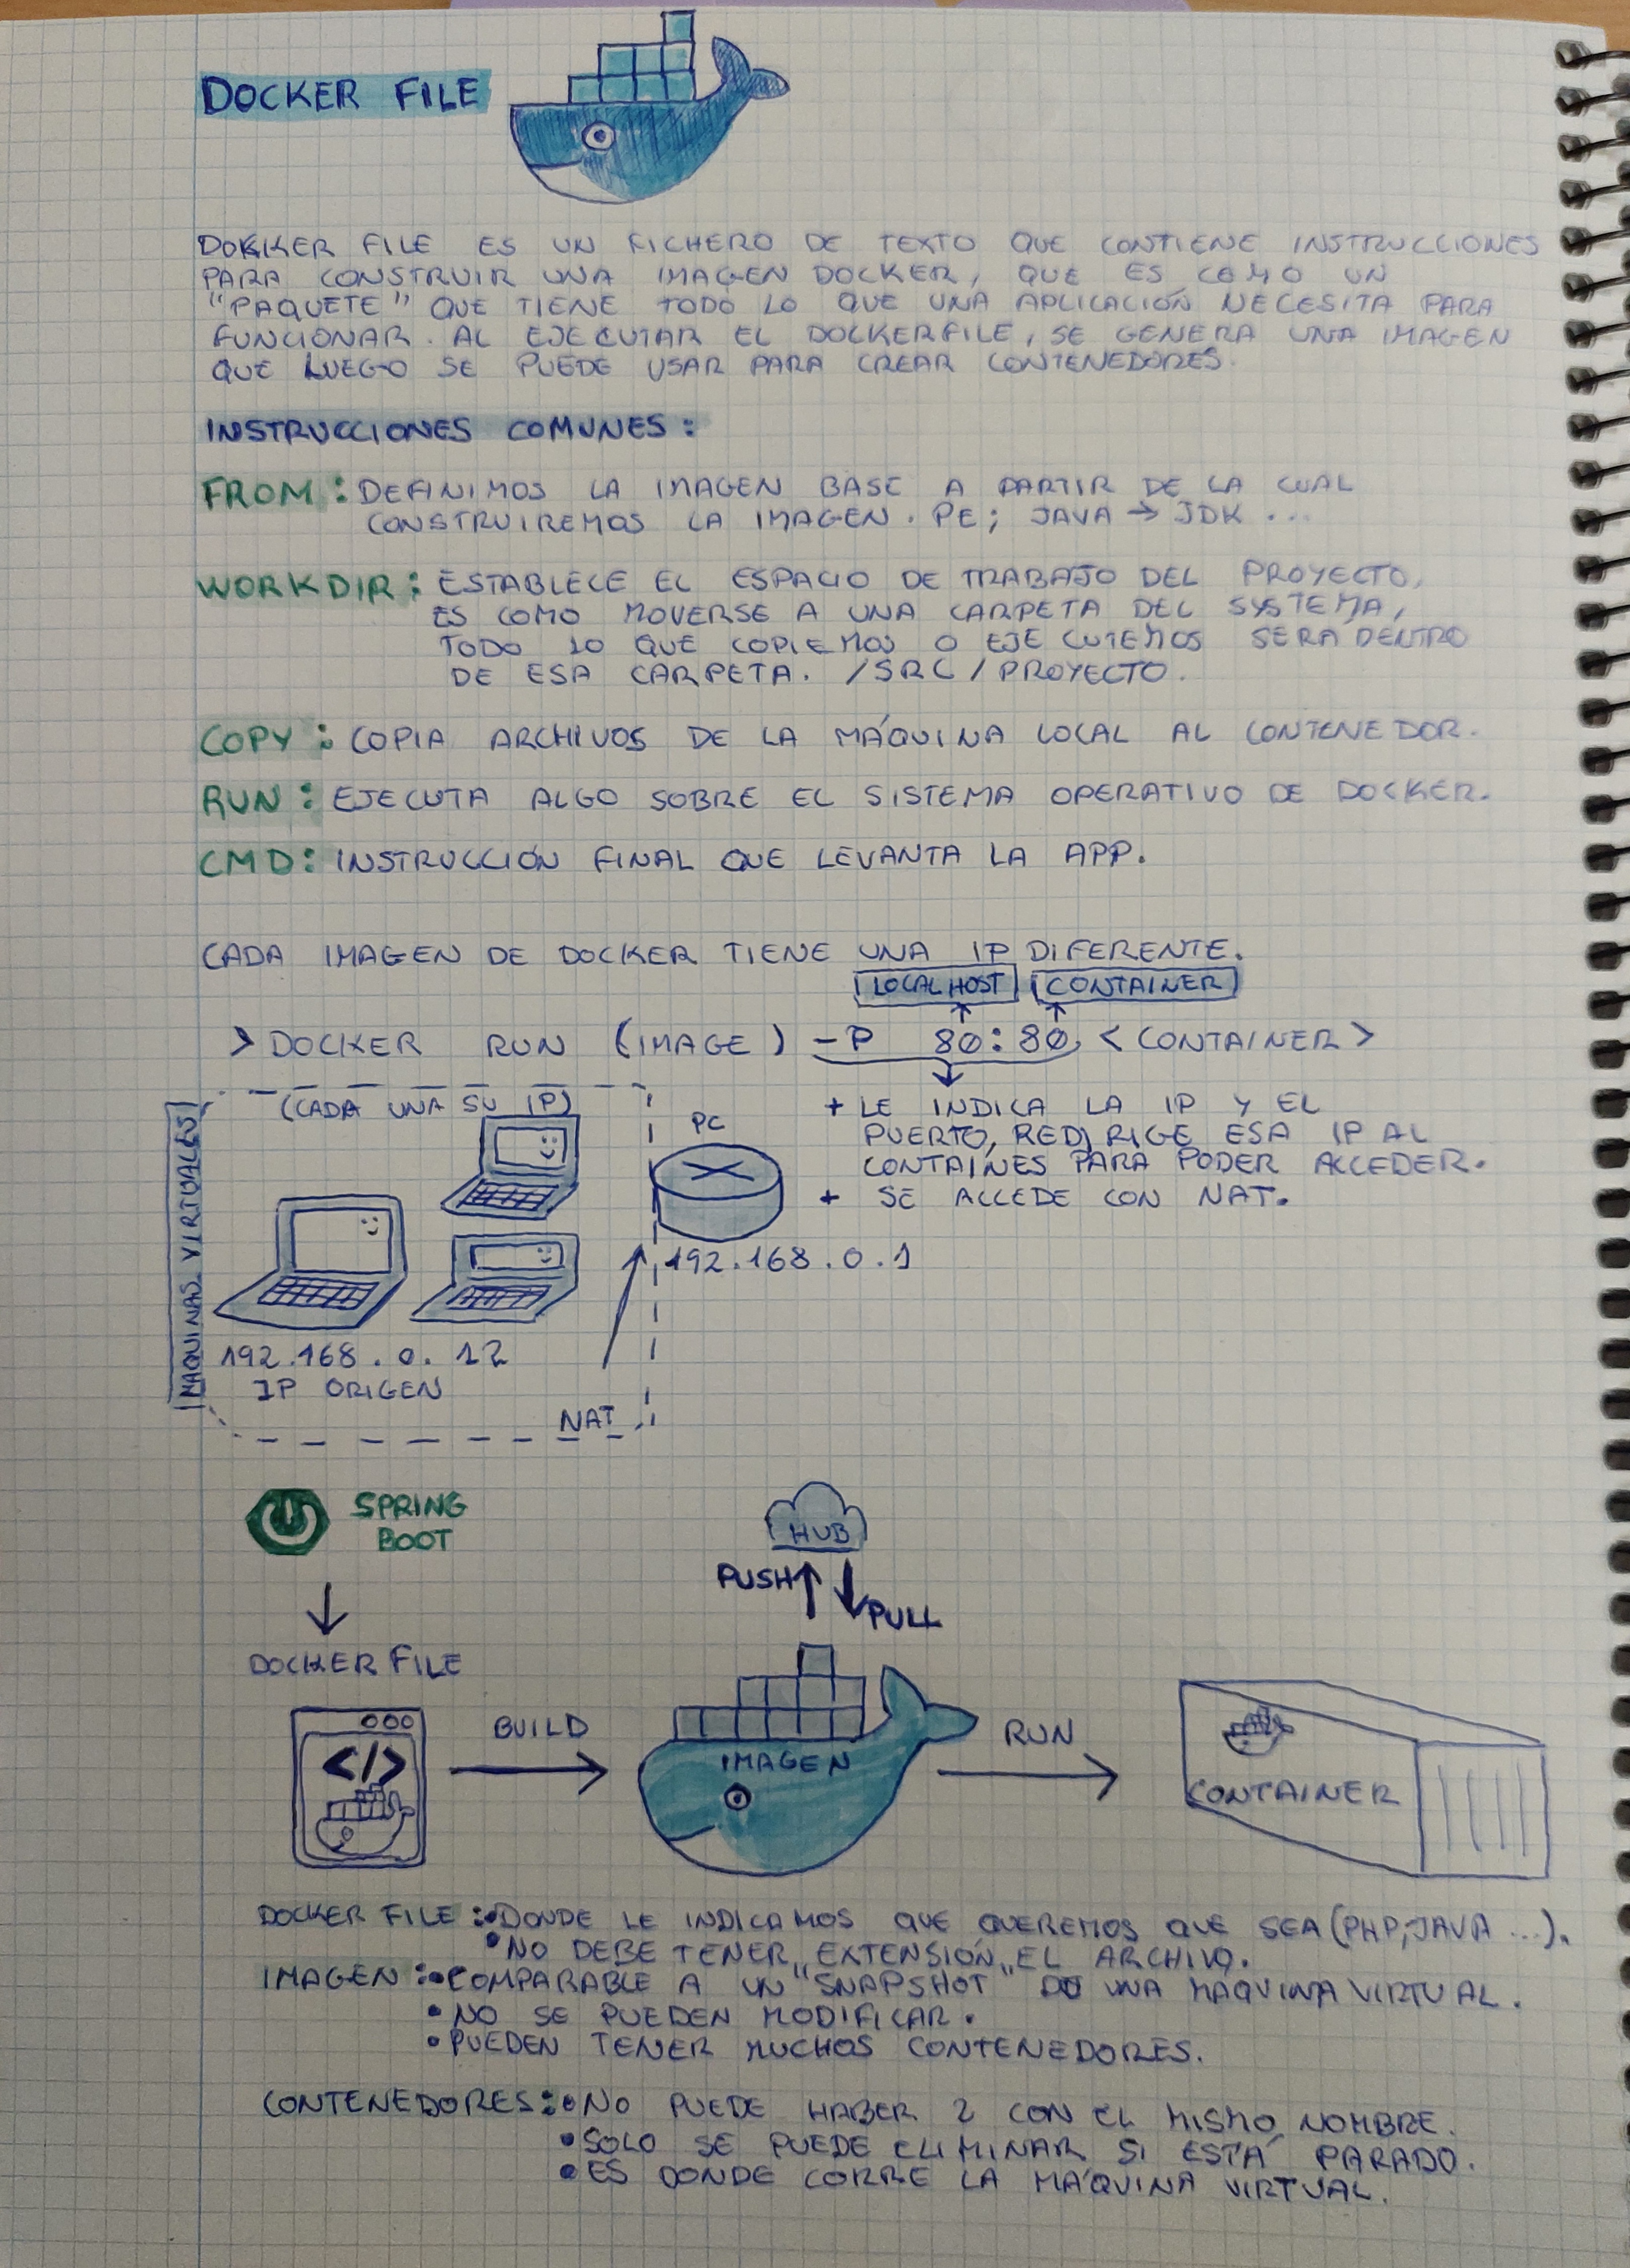 DOCKER FILE
DOKKER FILE ES UN FICHERO DE TEXTO QUE CONTIENE INSTRUCCIONES
PARA CONSTRUIR UNA IMAGEN DOCKER, QUE ES COMO UN
"PAQUETE" QUE TIENE TODO LO QUE UNA APLICACIÓN NECESITA PARA
FUNCIONAR. AL EJECUTAR EL DOCKERFILE, SE GENERA UNA IMAGEN
QUE LUEGO SE PUEDE USAR PARA CREAR CONTENEDORES.
INSTRUCCIONES COMUNES:
FROM: DEFINIMOS LA IMAGEN BASE A PARTIR DE LA CUAL
CONSTRUIREMOS LA IMAGEN. PE; JAVA → JDK ...
WORKDIR: ESTABLECE EL ESPACIO DE TRABAJO DEL PROYECTO,
ES COMO MOVERSE A UNA CARPETA DEL SYSTEMA,
TODO LO QUE COPIEMOS O EJECUTEMOS SERA DENTRO
DE ESA CARPETA. /SRC/PROYECTO.
COPY: COPIA ARCHIVOS DE LA MÁQUINA LOCAL AL CONTENEDOR.
RUN: EJECUTA ALGO SOBRE EL SISTEMA OPERATIVO DE DOCKER.
CMD: INSTRUCCIÓN FINAL QUE LEVANTA LA APP.
CADA IMAGEN DE DOCKER TIENE UNA IP DIFERENTE.
LOCALHOST CONTAINER
> DOCKER RUN (IMAGE) -P 80:80 <CONTAINER>
(CADA UNA SU IP)
MAQUINAS VIRTUALES
PC
+ LE INDICA LA IP Y EL
PUERTO, REDIRIGE ESA IP AL
CONTAINES PARA PODER ACCEDER.
+ SE ACCEDE CON NAT.
192.168.0.1
192.168.0.12
IP ORIGEN
NAT
SPRING
BOOT
HUB
PUSH
PULL
DOCKER FILE
BUILD
RUN
</>
IMAGEN
CONTAINER
DOCKER FILE: • DONDE LE INDICAMOS QUE QUEREMOS QUE SEA (PHP, JAVA ...).
• NO DEBE TENER "EXTENSIÓN" EL ARCHIVO.
IMAGEN: • COMPARABLE A UN "SNAPSHOT" DE UNA MAQUINA VIRTUAL.
• NO SE PUEDEN MODIFICAR.
• PUEDEN TENER MUCHOS CONTENEDORES.
CONTENEDORES: • NO PUEDE HABER 2 CON EL MISMO NOMBRE.
• SOLO SE PUEDE ELIMINAR SI ESTÁ PARADO.
• ES DONDE CORRE LA MÁQUINA VIRTUAL.